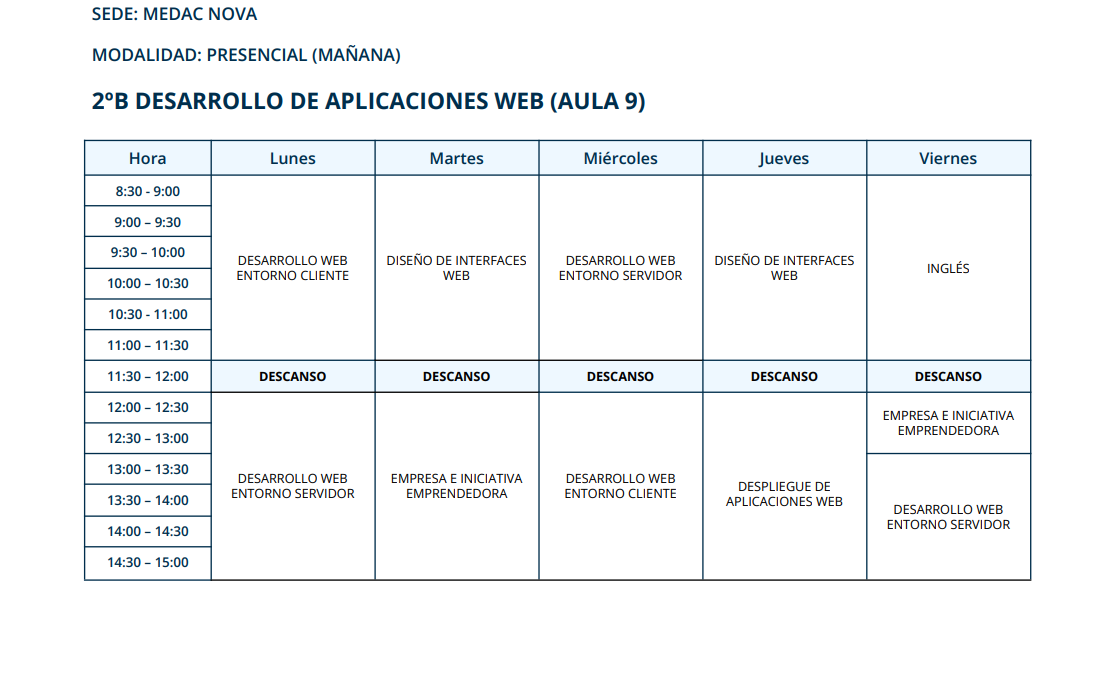 SEDE: MEDAC NOVA
MODALIDAD: PRESENCIAL (MAÑANA)
2ºB DESARROLLO DE APLICACIONES WEB (AULA 9)
Hora Lunes Martes Miércoles Jueves Viernes
8:30 - 9:00
9:00 – 9:30
9:30 – 10:00
10:00 – 10:30
10:30 - 11:00
11:00 – 11:30
DESARROLLO WEB
ENTORNO CLIENTE
DISEÑO DE INTERFACES
WEB
DESARROLLO WEB
ENTORNO SERVIDOR
DISEÑO DE INTERFACES
WEB
INGLÉS
11:30 – 12:00 DESCANSO DESCANSO DESCANSO DESCANSO DESCANSO
12:00 – 12:30
12:30 – 13:00
13:00 – 13:30
13:30 – 14:00
14:00 – 14:30
14:30 – 15:00
DESARROLLO WEB
ENTORNO SERVIDOR
EMPRESA E INICIATIVA
EMPRENDEDORA
DESARROLLO WEB
ENTORNO CLIENTE
DESPLIEGUE DE
APLICACIONES WEB
EMPRESA E INICIATIVA
EMPRENDEDORA
DESARROLLO WEB
ENTORNO SERVIDOR